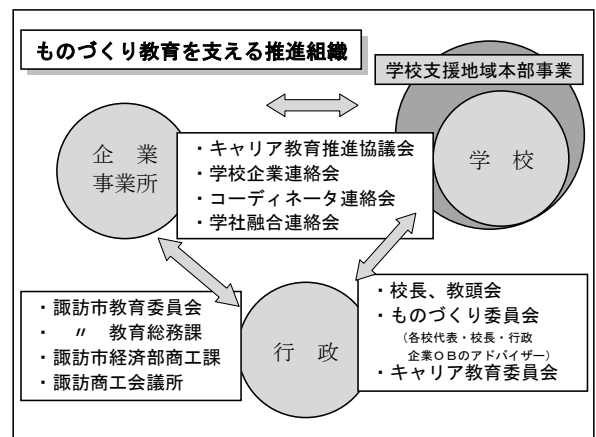 ものづくり教育を支える推進組織
学校支援地域本部事業
企　業
事業所
・キャリア教育推進協議会
・学校企業連絡会
・コーディネータ連絡会
・学社融合連絡会
学　校
・諏訪市教育委員会
・　〃　教育総務課
・諏訪市経済部商工課
・諏訪商工会議所
行　政
・校長、教頭会
・ものづくり委員会
（各校代表・校長・行政
企業ＯＢのアドバイザー）
・キャリア教育委員会